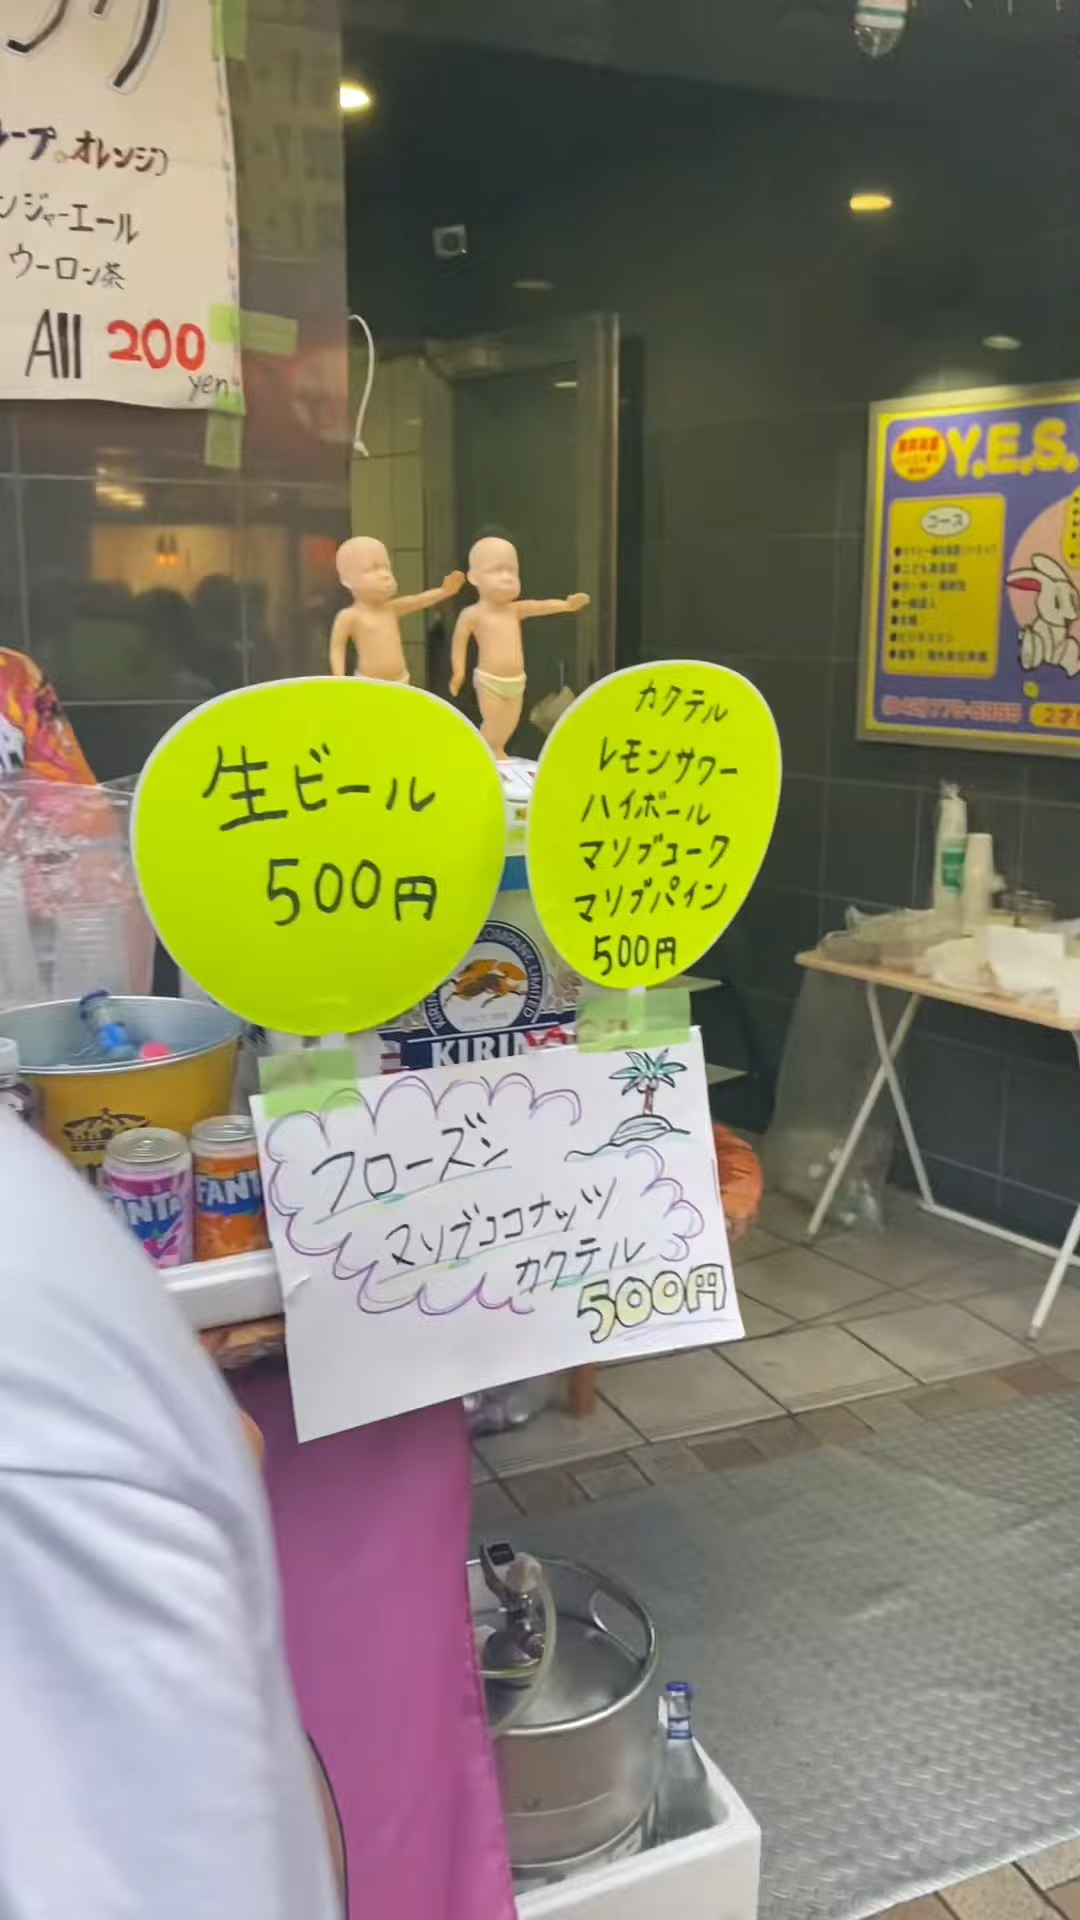 ープ。オレンジ)
ンジャーエール
ウーロン茶
All 200
yen
Y.E.S.
コース
生ビール
500円
カクテル
レモンサワー
ハイボール
マリブコーク
マリブパイン
500円
COMPANY LIMITED
KIRIN
FANTA
FANT
フローズン
マリブココナッツ
カクテル
500円